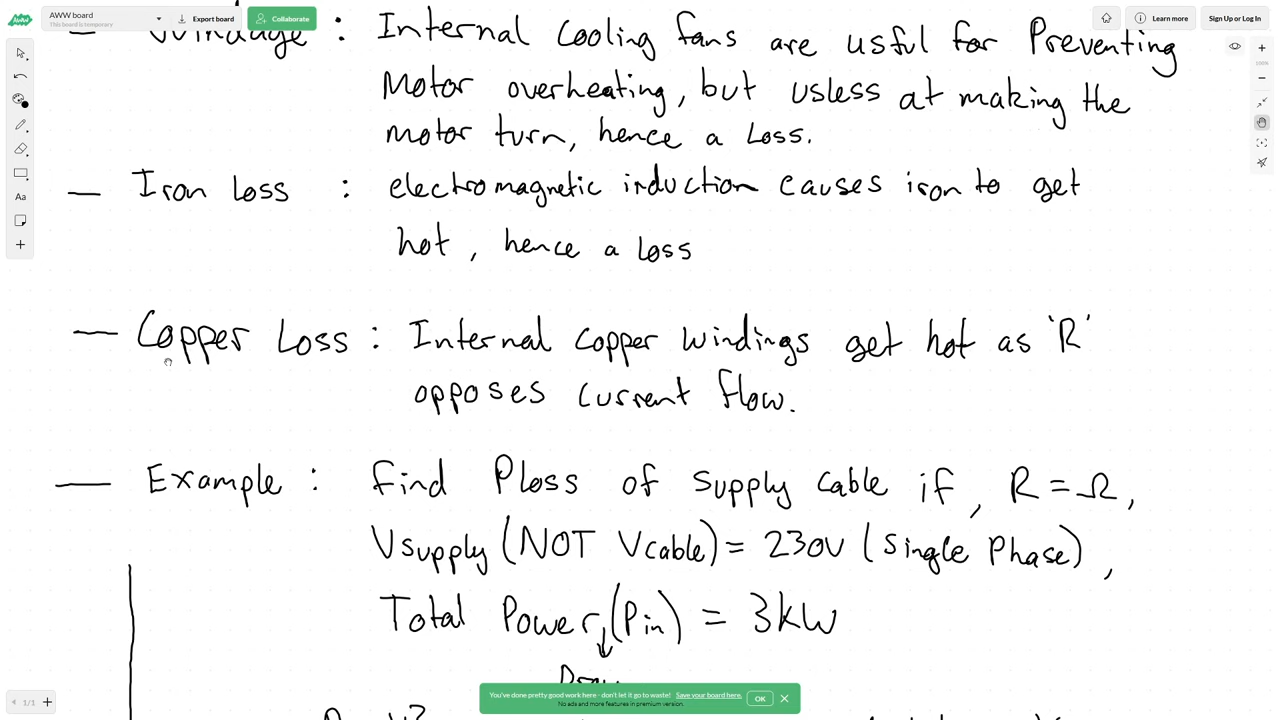 AWW board
This board is temporary
Export board
Collaborate
Learn more
Sign Up or Log In
— Windage : Internal Cooling fans are usful for Preventing
Motor overheating, but usless at making the
motor turn, hence a Loss.
— Iron Loss : electromagnetic induction causes iron to get
hot, hence a loss
— Copper Loss : Internal copper windings get hot as 'R'
opposes current flow.
— Example : find Ploss of supply cable if, R = Ω,
Vsupply (NOT Vcable) = 230V (single Phase),
Total Power (Pin) = 3kW
100%
Aa
You've done pretty good work here - don't let it go to waste! Save your board here.
No ads and more features in premium version.
OK
1/1